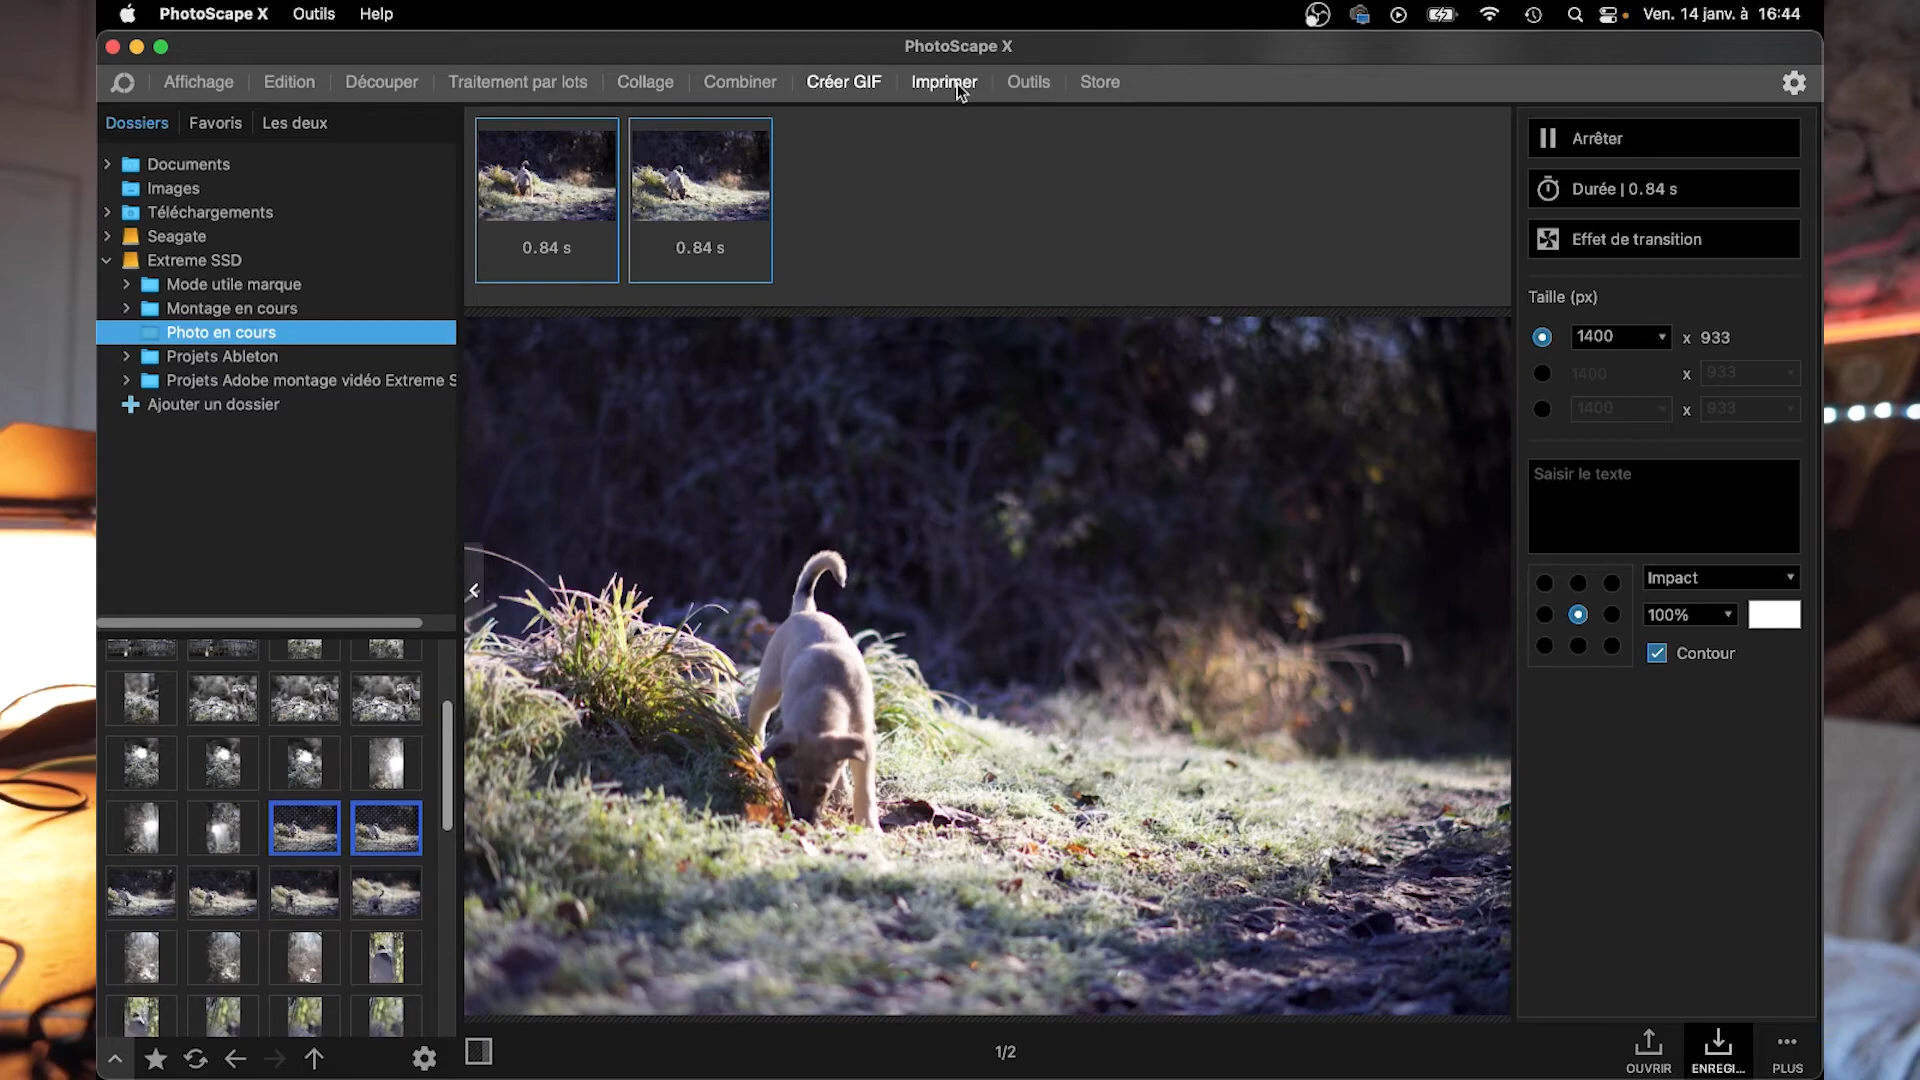 PhotoScape X Outils Help Ven. 14 janv. à 16:44
PhotoScape X
Affichage Edition Découper Traitement par lots Collage Combiner Créer GIF Imprimer Outils Store
Dossiers Favoris Les deux
Documents
Images
Téléchargements
Seagate
Extreme SSD
Mode utile marque
Montage en cours
Photo en cours
Projets Ableton
Projets Adobe montage vidéo Extreme S
Ajouter un dossier
0.84 s
0.84 s
Arrêter
Durée | 0.84 s
Effet de transition
Taille (px)
1400 x 933
1400 x 933
1400 x 933
Saisir le texte
Impact
100%
Contour
1/2
OUVRIR
ENREGI...
PLUS